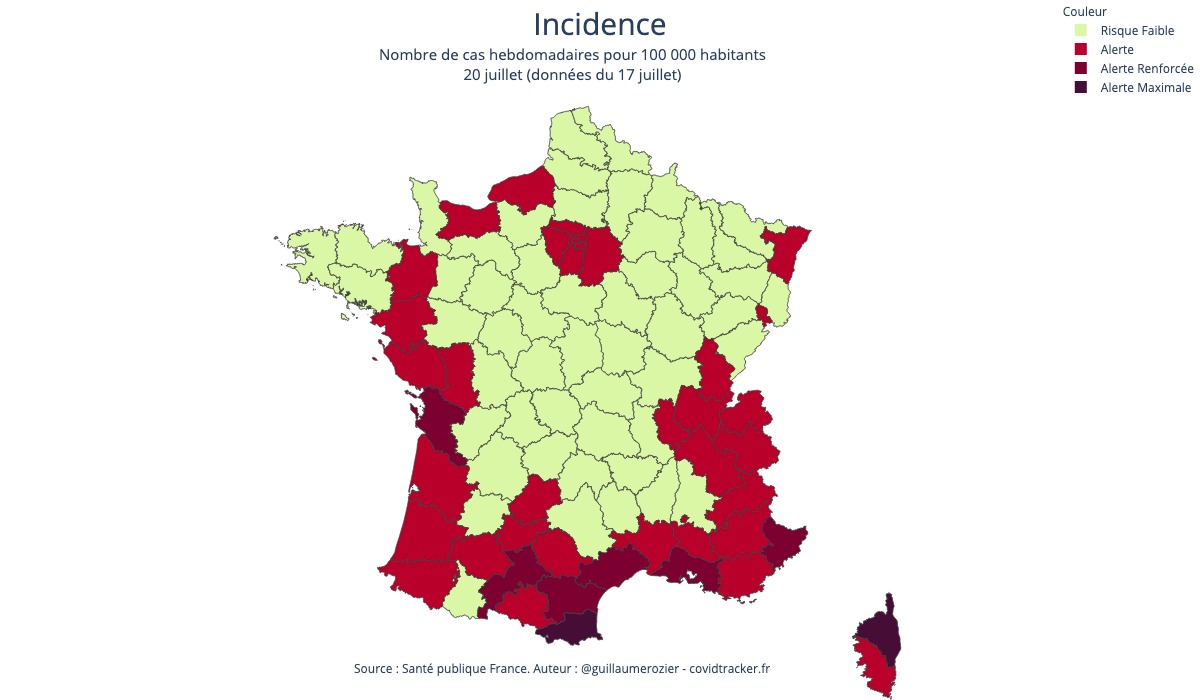 Incidence
Nombre de cas hebdomadaires pour 100 000 habitants
20 juillet (données du 17 juillet)
Couleur
Risque Faible
Alerte
Alerte Renforcée
Alerte Maximale
Source : Santé publique France. Auteur : @guillaumerozier - covidtracker.fr